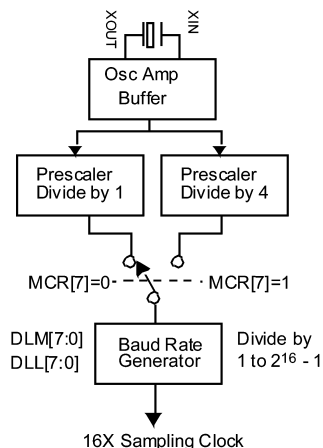 XOUT
XIN
Osc Amp
Buffer
Prescaler
Divide by 1
Prescaler
Divide by 4
MCR[7]=0
MCR[7]=1
DLM[7:0]
DLL[7:0]
Baud Rate
Generator
Divide by
1 to 2¹⁶ - 1
16X Sampling Clock